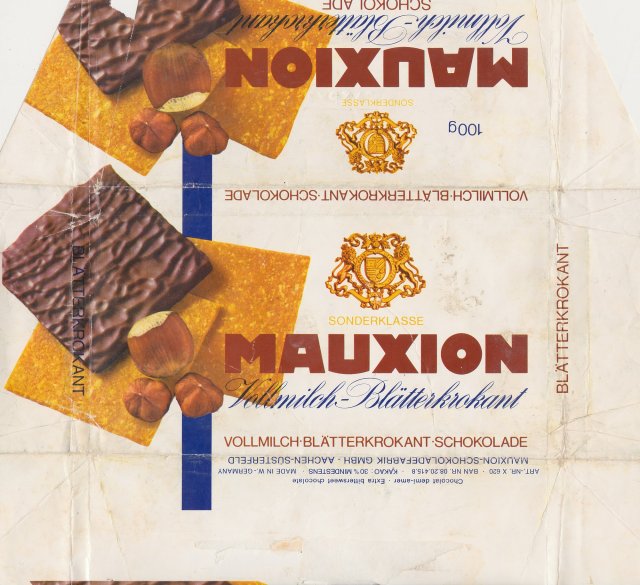 SCHOKOLADE
Vollmilch-Blätterkrokant
MAUXION
SONDERKLASSE
100g
VOLLMILCH·BLÄTTERKROKANT·SCHOKOLADE
BLÄTTERKROKANT
BLÄTTERKROKANT
SONDERKLASSE
MAUXION
Vollmilch-Blätterkrokant
VOLLMILCH·BLÄTTERKROKANT·SCHOKOLADE
MAUXION-SCHOKOLADEFABRIK GMBH · AACHEN-SÜSTERFELD
ART.-NR. X 620 · BAN NR. 08.20.415.8 · KAKAO: 30% MINDESTENS · MADE IN W.-GERMANY
Chocolat demi-amer · Extra bittersweet chocolate